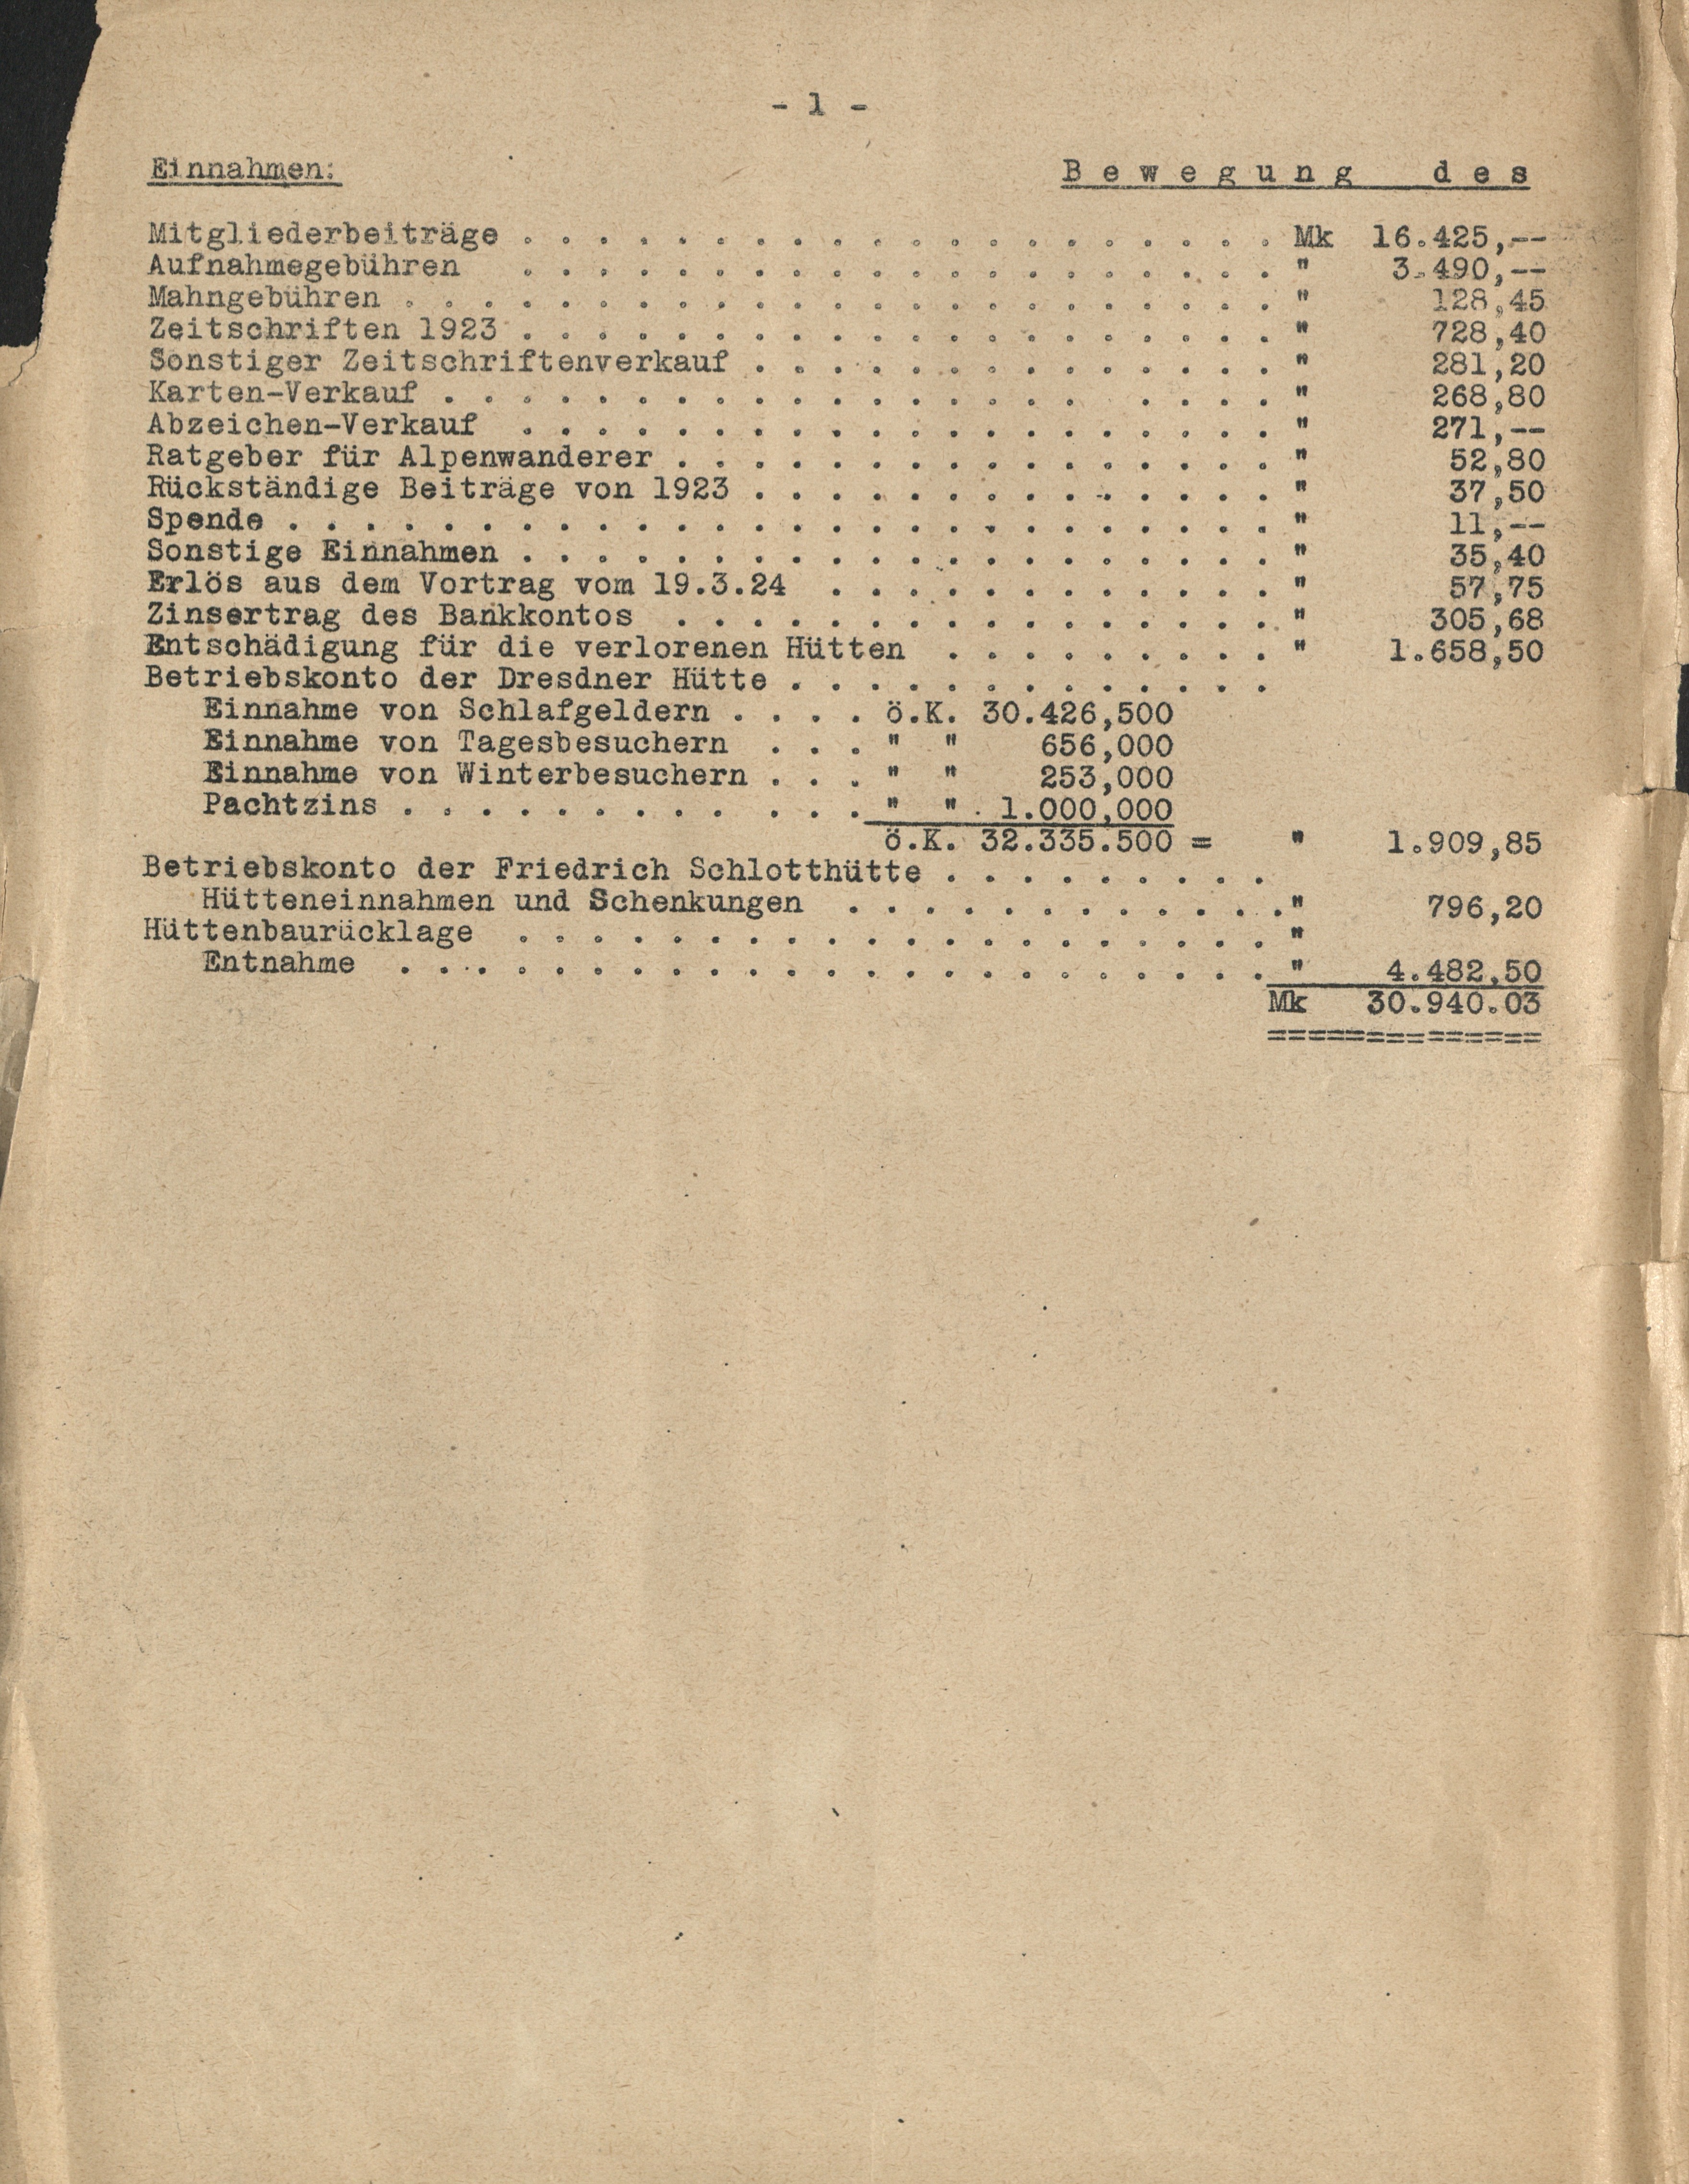 - 1 -
Einnahmen: Bewegung des
Mitgliederbeiträge . . . . . . . . . . . . . . . . . . . . Mk 16.425,--
Aufnahmegebühren . . . . . . . . . . . . . . . . . . . . " 3.490,--
Mahngebühren . . . . . . . . . . . . . . . . . . . . . . . " 128,45
Zeitschriften 1923 . . . . . . . . . . . . . . . . . . . . " 728,40
Sonstiger Zeitschriftenverkauf . . . . . . . . . . . . . . " 281,20
Karten-Verkauf . . . . . . . . . . . . . . . . . . . . . " 268,80
Abzeichen-Verkauf . . . . . . . . . . . . . . . . . . . . " 271,--
Ratgeber für Alpenwanderer . . . . . . . . . . . . . . . . " 52,80
Rückständige Beiträge von 1923 . . . . . . . . . . . . . . " 37,50
Spende . . . . . . . . . . . . . . . . . . . . . . . . . . " 11,--
Sonstige Einnahmen . . . . . . . . . . . . . . . . . . . . " 35,40
Erlös aus dem Vortrag vom 19.3.24 . . . . . . . . . . . . " 57,75
Zinsertrag des Bankkontos . . . . . . . . . . . . . . . . " 305,68
Entschädigung für die verlorenen Hütten . . . . . . . . . " 1.658,50
Betriebskonto der Dresdner Hütte . . . . . . . . . . . . .
Einnahme von Schlafgeldern . . . . ö.K. 30.426,500
Einnahme von Tagesbesuchern . . . " " 656,000
Einnahme von Winterbesuchern . . . " " 253,000
Pachtzins . . . . . . . . . . . . " " 1.000,000
ö.K. 32.335.500 = " 1.909,85
Betriebskonto der Friedrich Schlotthütte . . . . . . . . .
Hütteneinnahmen und Schenkungen . . . . . . . . . . . . " 796,20
Hüttenbaurücklage . . . . . . . . . . . . . . . . . . . . "
Entnahme . . . . . . . . . . . . . . . . . . . . . . . " 4.482,50
Mk 30.940.03
==============